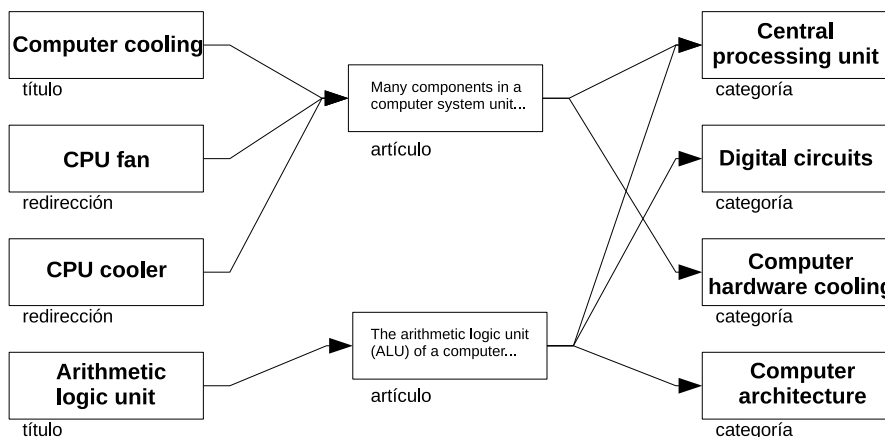 Computer cooling
título
CPU fan
redirección
CPU cooler
redirección
Arithmetic
logic unit
título
Many components in a
computer system unit...
artículo
The arithmetic logic unit
(ALU) of a computer...
artículo
Central
processing unit
categoría
Digital circuits
categoría
Computer
hardware cooling
categoría
Computer
architecture
categoría